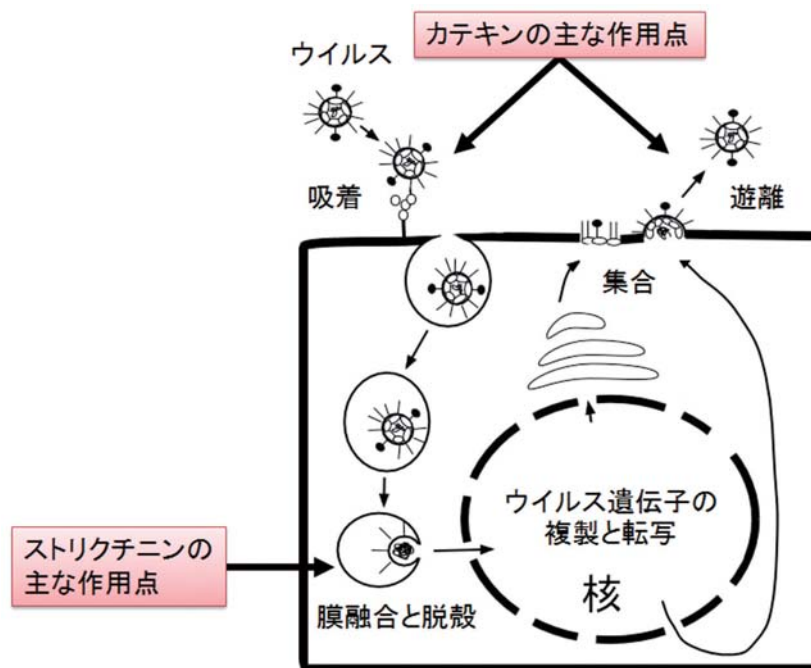 カテキンの主な作用点
ウイルス
吸着
遊離
集合
ウイルス遺伝子の
複製と転写
核
ストリクチニンの
主な作用点
膜融合と脱殻